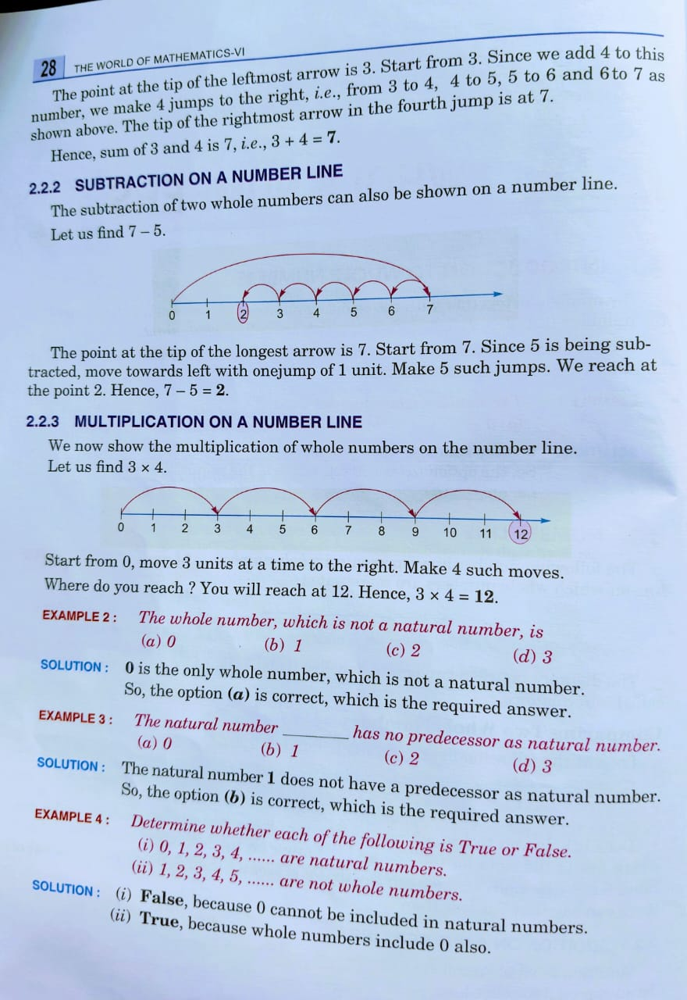 28 THE WORLD OF MATHEMATICS-VI
The point at the tip of the leftmost arrow is 3. Start from 3. Since we add 4 to this
number, we make 4 jumps to the right, i.e., from 3 to 4, 4 to 5, 5 to 6 and 6 to 7 as
shown above. The tip of the rightmost arrow in the fourth jump is at 7.
Hence, sum of 3 and 4 is 7, i.e., 3 + 4 = 7.
2.2.2 SUBTRACTION ON A NUMBER LINE
The subtraction of two whole numbers can also be shown on a number line.
Let us find 7 – 5.
0 1 2 3 4 5 6 7
The point at the tip of the longest arrow is 7. Start from 7. Since 5 is being sub-
tracted, move towards left with onejump of 1 unit. Make 5 such jumps. We reach at
the point 2. Hence, 7 – 5 = 2.
2.2.3 MULTIPLICATION ON A NUMBER LINE
We now show the multiplication of whole numbers on the number line.
Let us find 3 × 4.
0 1 2 3 4 5 6 7 8 9 10 11 12
Start from 0, move 3 units at a time to the right. Make 4 such moves.
Where do you reach ? You will reach at 12. Hence, 3 × 4 = 12.
EXAMPLE 2 : The whole number, which is not a natural number, is
(a) 0 (b) 1 (c) 2 (d) 3
SOLUTION : 0 is the only whole number, which is not a natural number.
So, the option (a) is correct, which is the required answer.
EXAMPLE 3 : The natural number ______ has no predecessor as natural number.
(a) 0 (b) 1 (c) 2 (d) 3
SOLUTION : The natural number 1 does not have a predecessor as natural number.
So, the option (b) is correct, which is the required answer.
EXAMPLE 4 : Determine whether each of the following is True or False.
(i) 0, 1, 2, 3, 4, ...... are natural numbers.
(ii) 1, 2, 3, 4, 5, ...... are not whole numbers.
SOLUTION : (i) False, because 0 cannot be included in natural numbers.
(ii) True, because whole numbers include 0 also.